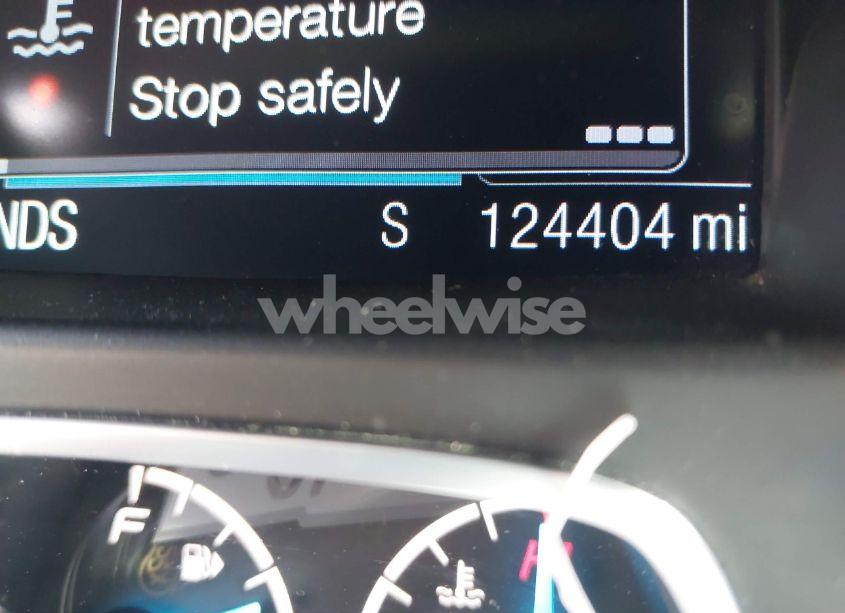 temperature
Stop safely
NDS S 124404 mi
wheelwise
F H